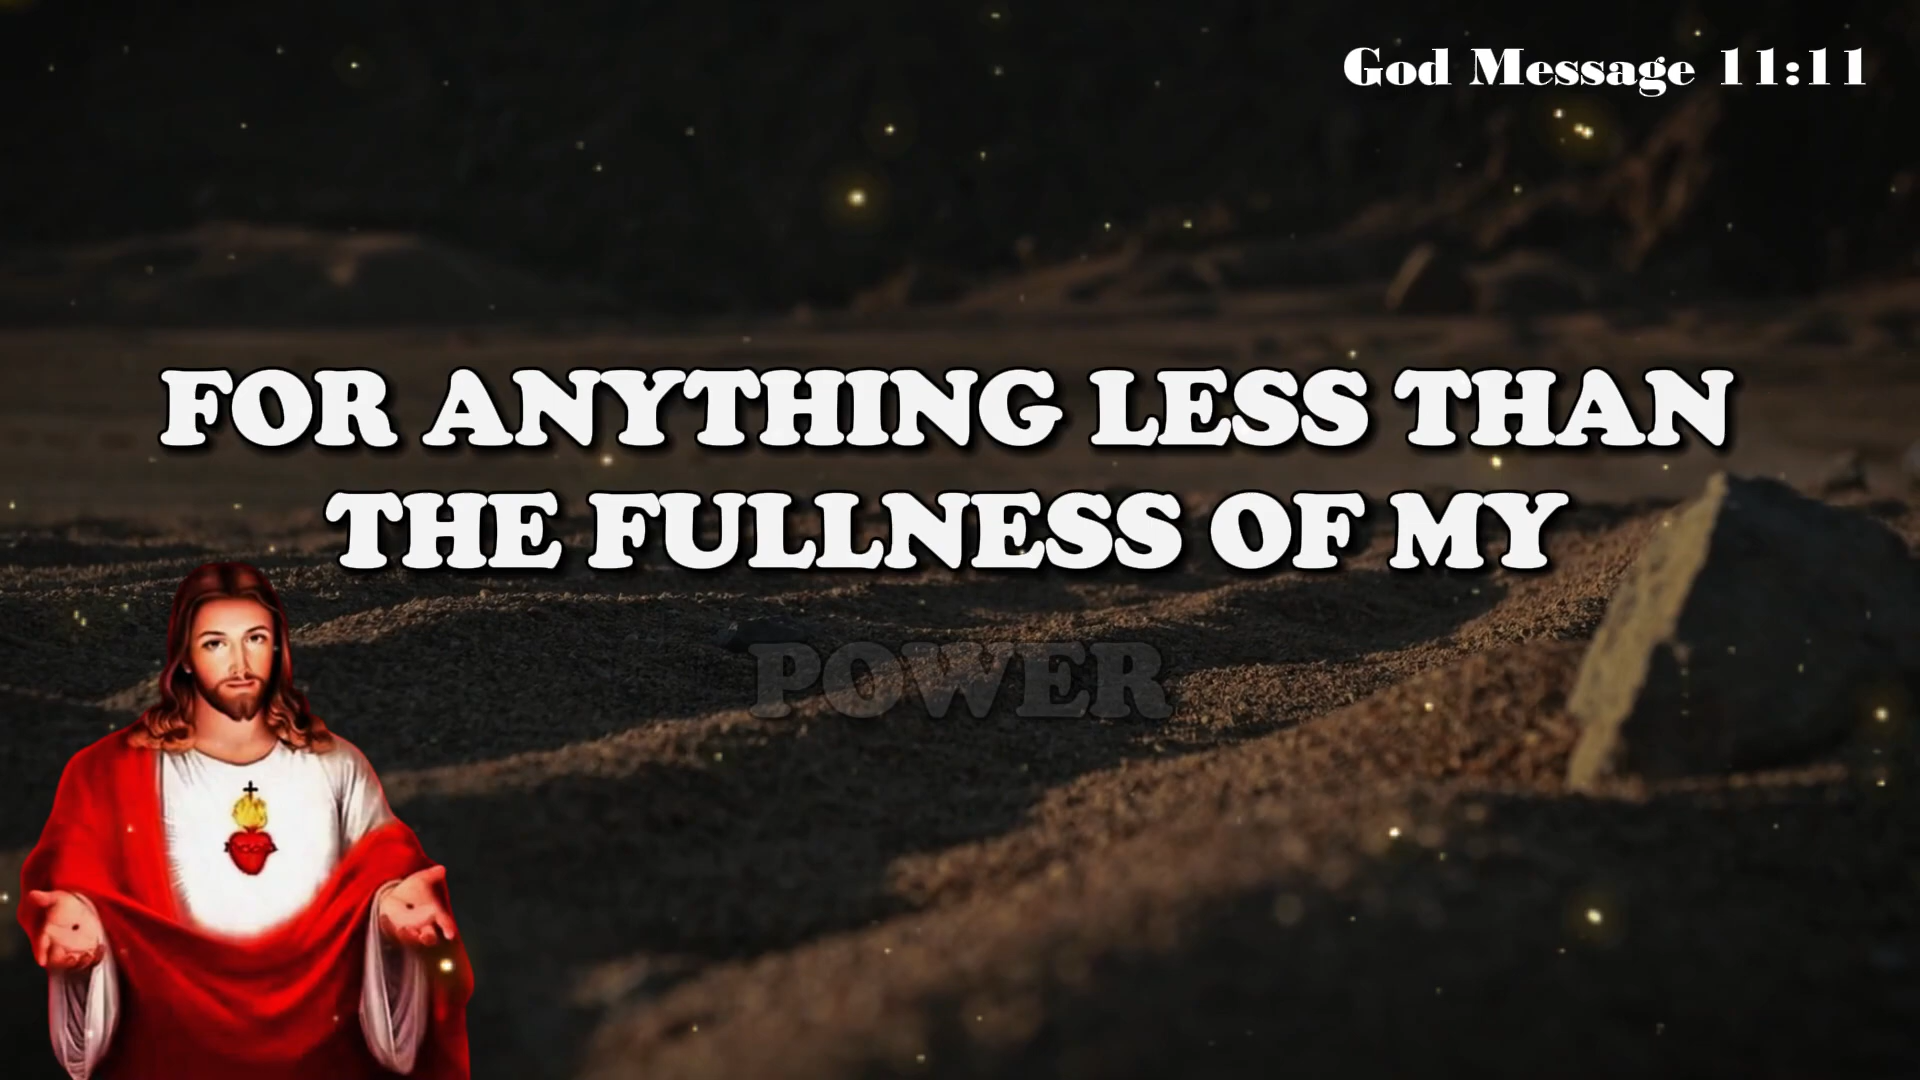 God Message 11:11
FOR ANYTHING LESS THAN
THE FULLNESS OF MY
POWER